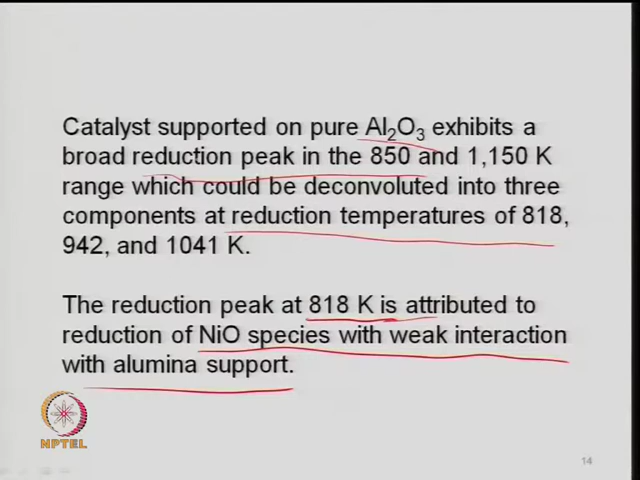 Catalyst supported on pure Al₂O₃ exhibits a
broad reduction peak in the 850 and 1,150 K
range which could be deconvoluted into three
components at reduction temperatures of 818,
942, and 1041 K.
The reduction peak at 818 K is attributed to
reduction of NiO species with weak interaction
with alumina support.
NPTEL
14